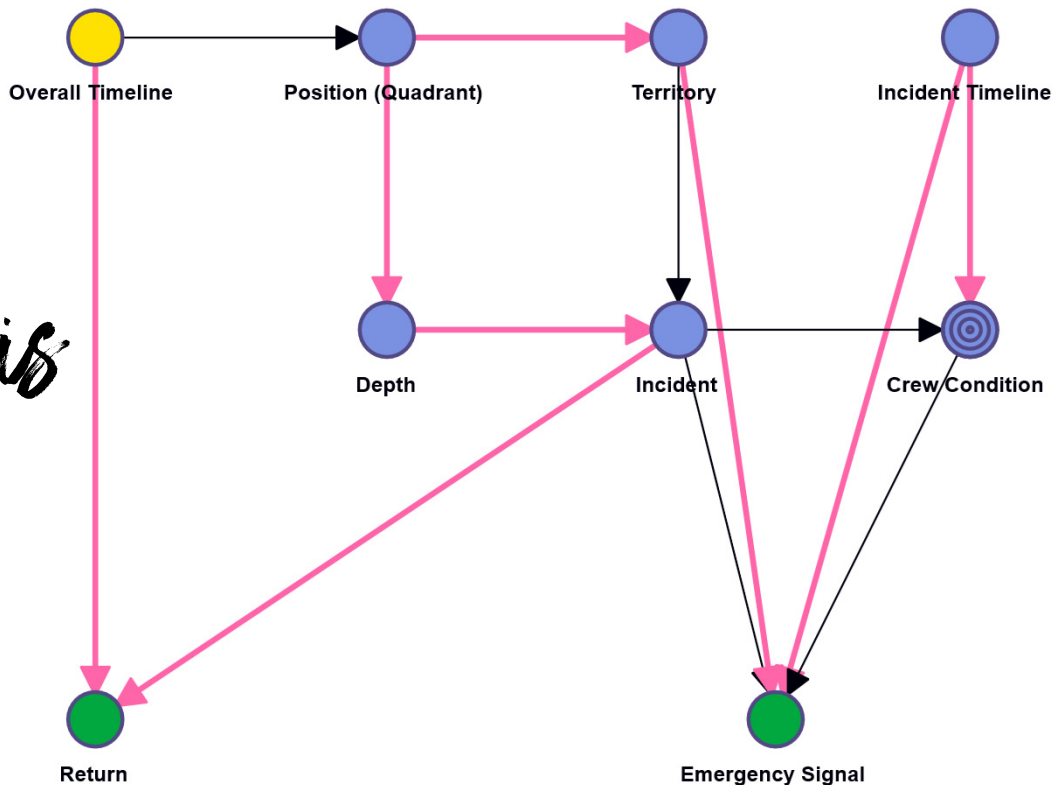 Overall Timeline
Position (Quadrant)
Territory
Incident Timeline
Depth
Incident
Crew Condition
Return
Emergency Signal